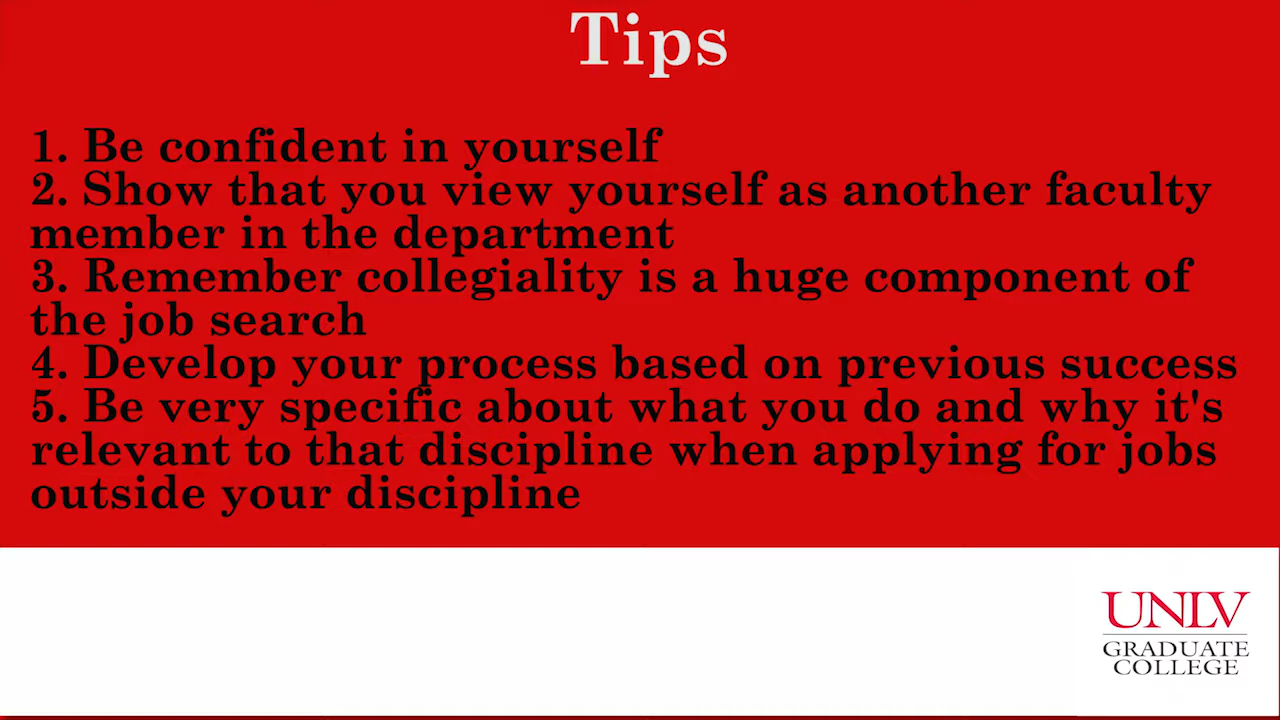 Tips
1. Be confident in yourself
2. Show that you view yourself as another faculty
member in the department
3. Remember collegiality is a huge component of
the job search
4. Develop your process based on previous success
5. Be very specific about what you do and why it's
relevant to that discipline when applying for jobs
outside your discipline
UNLV
GRADUATE
COLLEGE